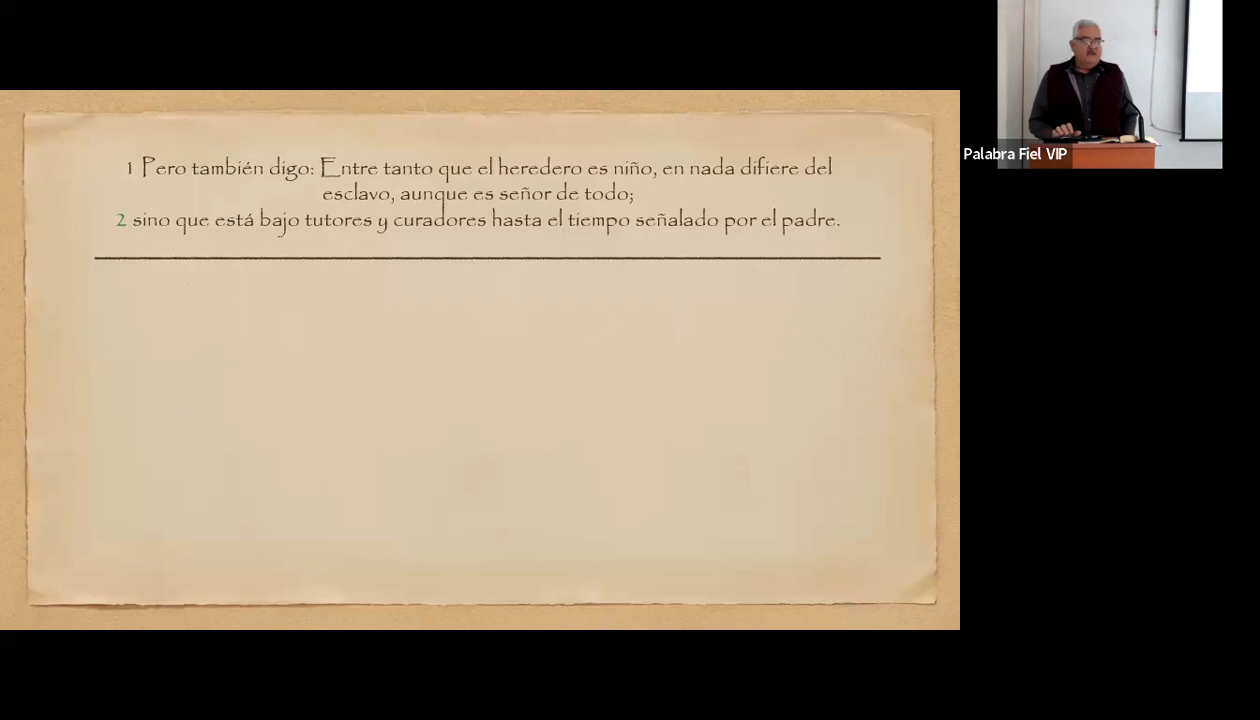 1 Pero también digo: Entre tanto que el heredero es niño, en nada difiere del
esclavo, aunque es señor de todo;
2 sino que está bajo tutores y curadores hasta el tiempo señalado por el padre.
Palabra Fiel VIP